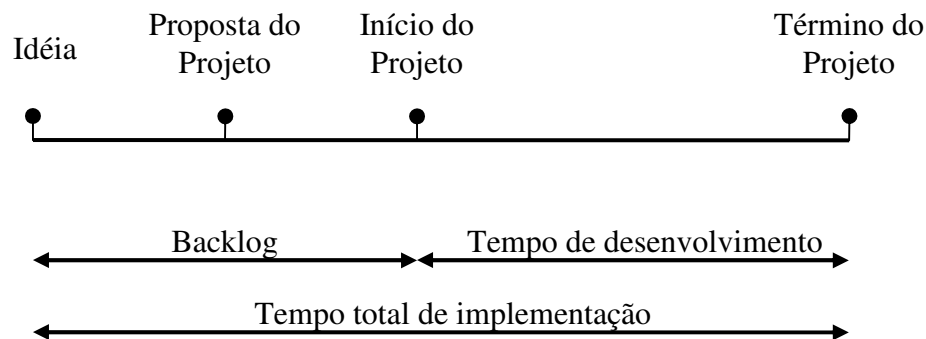 Idéia
Proposta do
Projeto
Início do
Projeto
Término do
Projeto
Backlog
Tempo de desenvolvimento
Tempo total de implementação